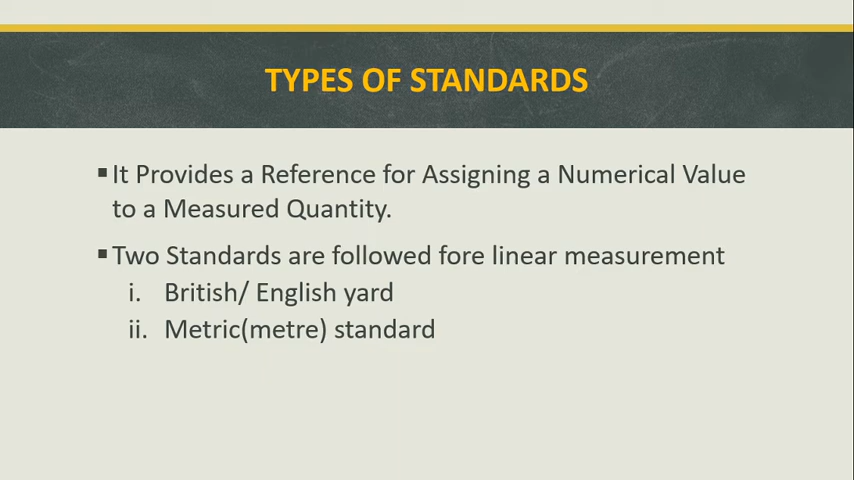 TYPES OF STANDARDS
▪It Provides a Reference for Assigning a Numerical Value
to a Measured Quantity.
▪Two Standards are followed fore linear measurement
i. British/ English yard
ii. Metric(metre) standard